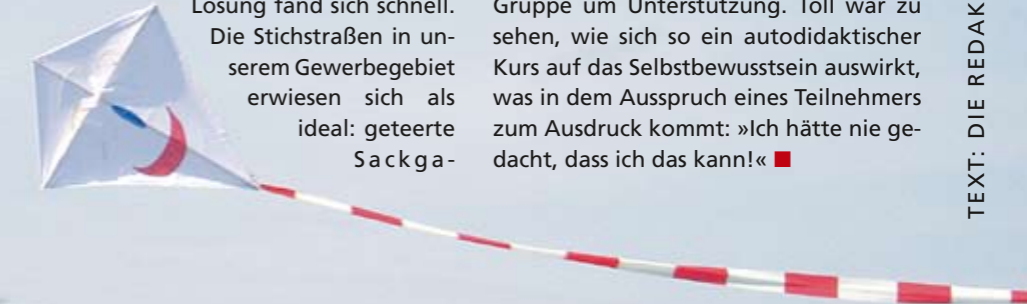 Lösung fand sich schnell.
Die Stichstraßen in un-
serem Gewerbegebiet
erwiesen sich als
ideal: geteerte
Sackga-
Gruppe um Unterstützung. Toll war zu
sehen, wie sich so ein autodidaktischer
Kurs auf das Selbstbewusstsein auswirkt,
was in dem Ausspruch eines Teilnehmers
zum Ausdruck kommt: »Ich hätte nie ge-
dacht, dass ich das kann!« ■
TEXT: DIE REDAK